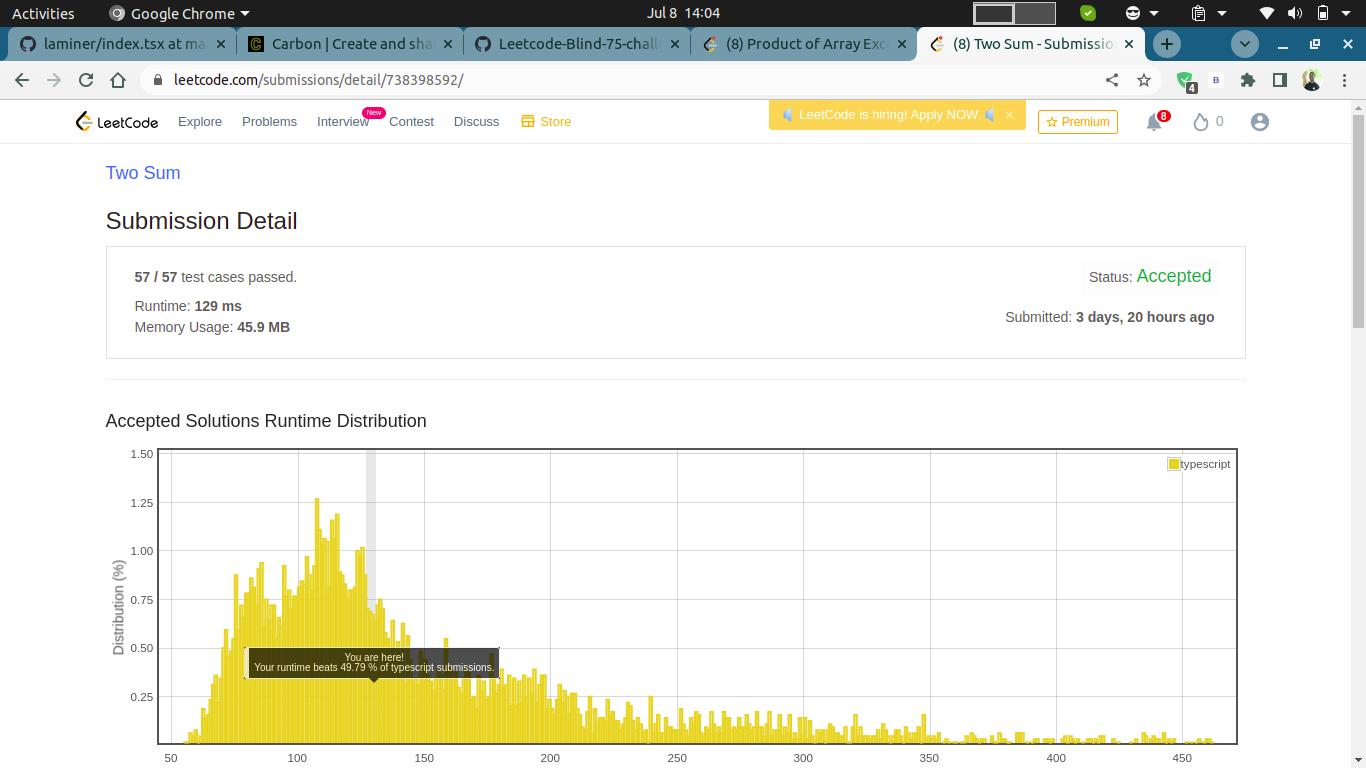 Activities Google Chrome Jul 8 14:04
laminer/index.tsx at ma Carbon | Create and sha Leetcode-Blind-75-chall (8) Product of Array Exc (8) Two Sum - Submissio
leetcode.com/submissions/detail/738398592/ 4 B
LeetCode Explore Problems Interview New Contest Discuss Store LeetCode is hiring! Apply NOW. × Premium 8 0
Two Sum
Submission Detail
57 / 57 test cases passed. Status: Accepted
Runtime: 129 ms
Memory Usage: 45.9 MB Submitted: 3 days, 20 hours ago
Accepted Solutions Runtime Distribution
1.50
typescript
1.25
1.00
0.75
0.50
0.25
Distribution (%)
You are here!
Your runtime beats 49.79 % of typescript submissions.
50 100 150 200 250 300 350 400 450